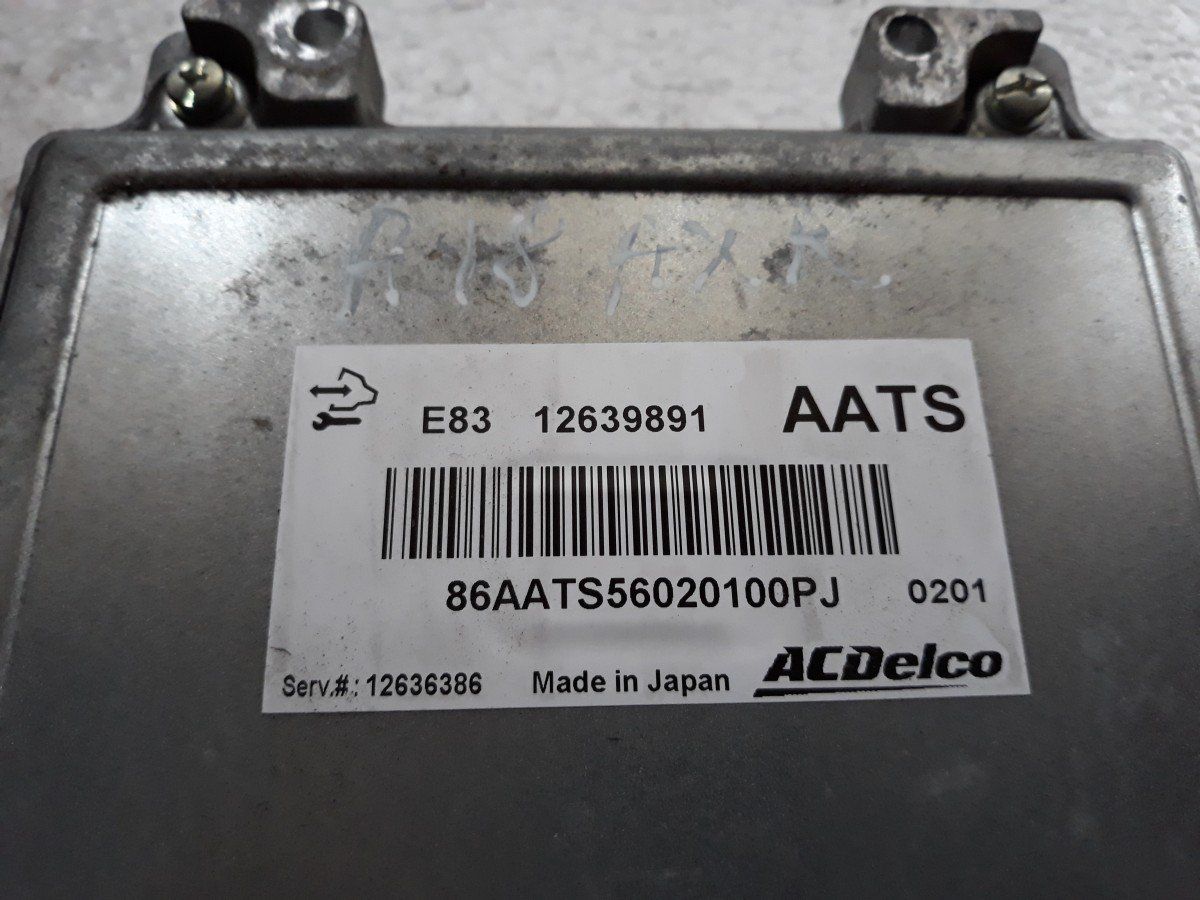 E83 12639891 AATS
86AATS56020100PJ 0201
Serv.#.: 12636386 Made in Japan ACDelco